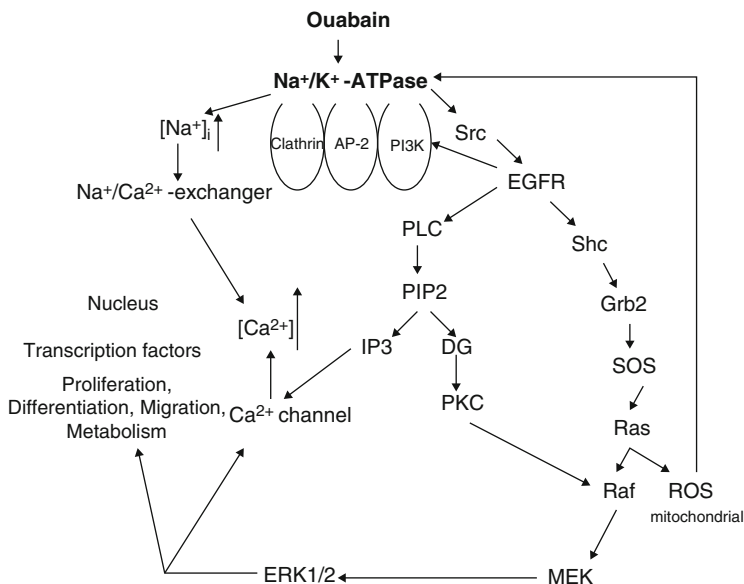 Ouabain
Na⁺/K⁺ -ATPase
[Na⁺]i
Clathrin
AP-2
PI3K
Src
Na⁺/Ca²⁺ -exchanger
EGFR
PLC
Shc
Nucleus
PIP2
Grb2
[Ca²⁺]
Transcription factors
IP3
DG
SOS
Proliferation,
Differentiation, Migration,
Metabolism
Ca²⁺ channel
PKC
Ras
Raf
ROS
mitochondrial
ERK1/2
MEK